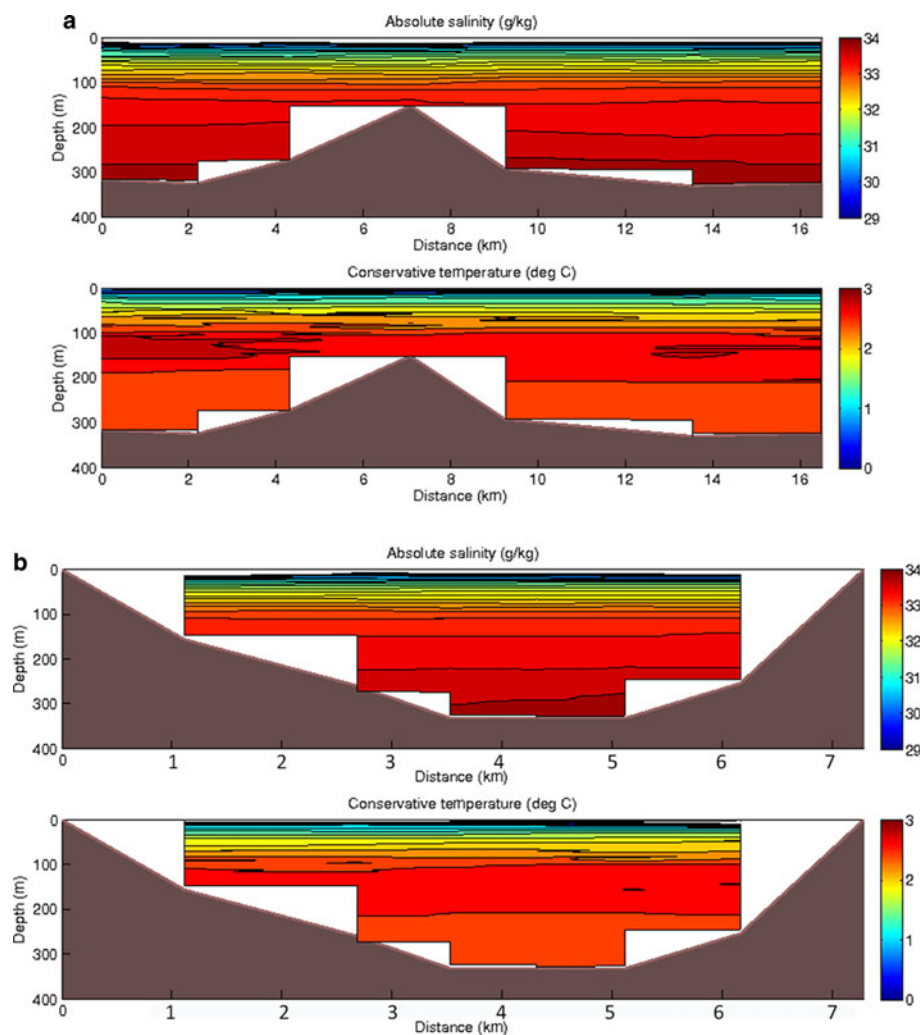 a
Absolute salinity (g/kg)
0
100
200
300
400
Depth (m)
0 2 4 6 8 10 12 14 16
Distance (km)
34
33
32
31
30
29
Conservative temperature (deg C)
0
100
200
300
400
Depth (m)
0 2 4 6 8 10 12 14 16
Distance (km)
3
2
1
0
b
Absolute salinity (g/kg)
0
100
200
300
400
Depth (m)
0 1 2 3 4 5 6 7
Distance (km)
34
33
32
31
30
29
Conservative temperature (deg C)
0
100
200
300
400
Depth (m)
0 1 2 3 4 5 6 7
Distance (km)
3
2
1
0